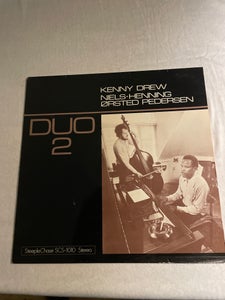 KENNY DREW
NIELS-HENNING
ØRSTED PEDERSEN
DUO
2
SteepleChase SCS-1010 Stereo